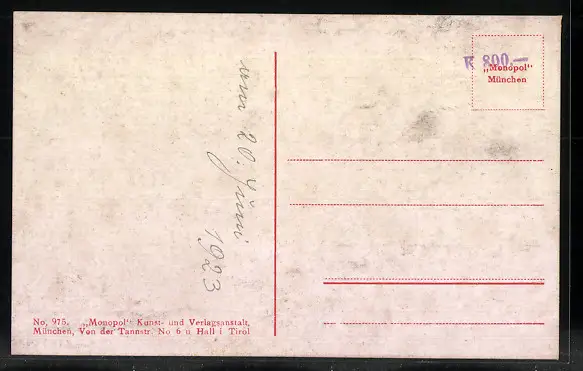 K 800.—
„Monopol"
München
am 20. Juni 1923
No. 975. „Monopol" Kunst- und Verlagsanstalt,
München, Von der Tannstr. No 6 u Hall i Tirol